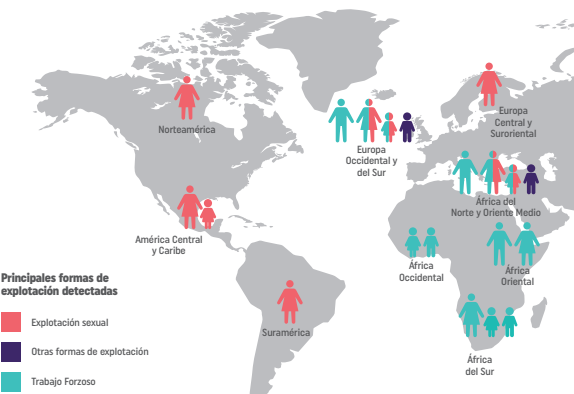 Norteamérica
Europa
Central y
Suroriental
Europa
Occidental y
del Sur
África del
Norte y Oriente Medio
América Central
y Caribe
África
Occidental
África
Oriental
Principales formas de
explotación detectadas
Explotación sexual
Otras formas de explotación
Trabajo Forzoso
Suramérica
África
del Sur